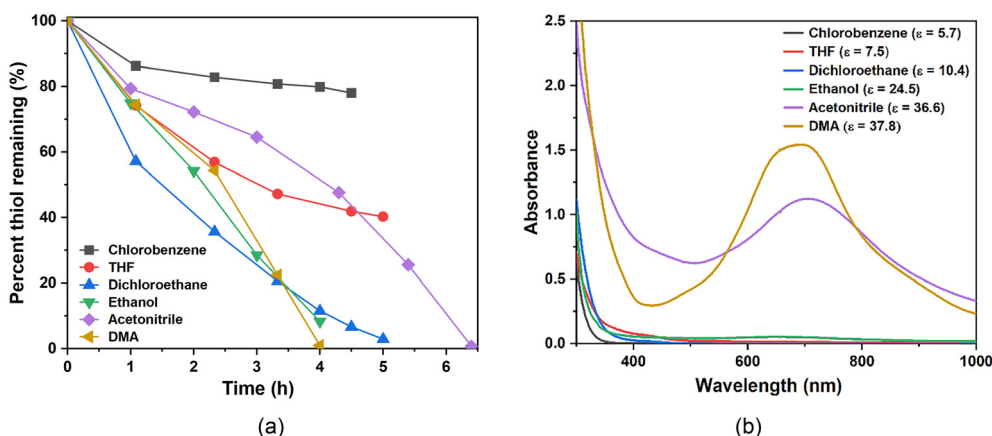 100
80
60
40
20
0
Percent thiol remaining (%)
Chlorobenzene
THF
Dichloroethane
Ethanol
Acetonitrile
DMA
0
1
2
3
4
5
6
Time (h)
(a)
2.5
2.0
1.5
1.0
0.5
0.0
Absorbance
Chlorobenzene (ε = 5.7)
THF (ε = 7.5)
Dichloroethane (ε = 10.4)
Ethanol (ε = 24.5)
Acetonitrile (ε = 36.6)
DMA (ε = 37.8)
400
600
800
1000
Wavelength (nm)
(b)